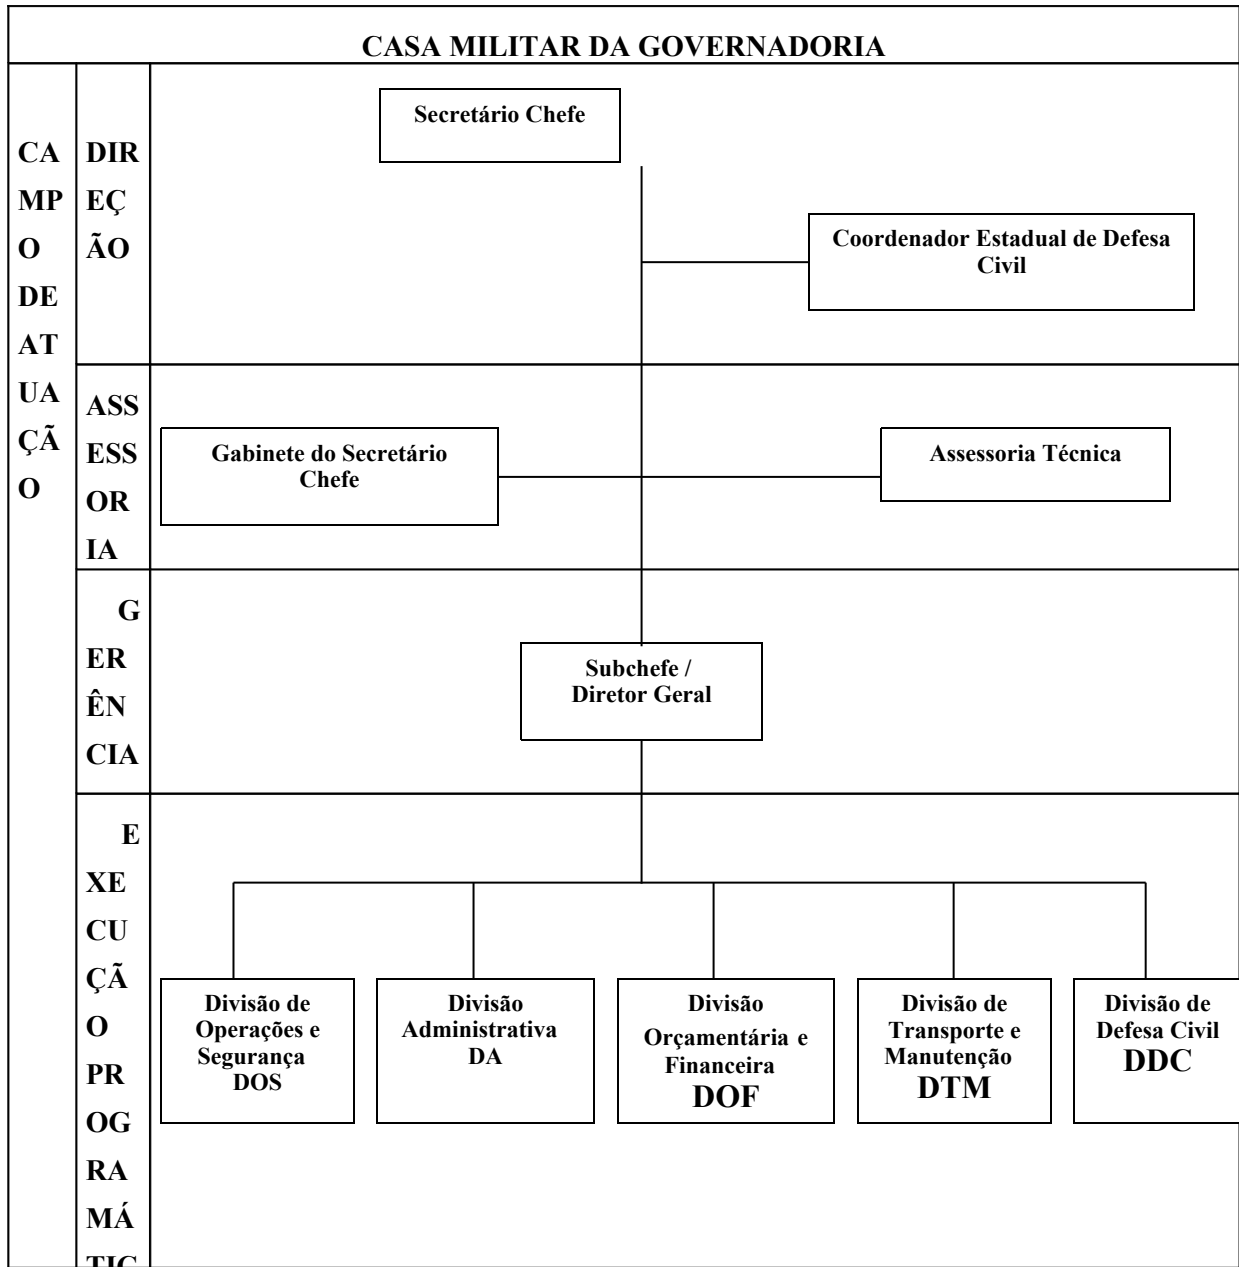 CASA MILITAR DA GOVERNADORIA
CA
MP
O
DE
AT
UA
ÇÃ
O
DIR
EÇ
ÃO
Secretário Chefe
Coordenador Estadual de Defesa
Civil
ASS
ESS
OR
IA
Gabinete do Secretário
Chefe
Assessoria Técnica
G
ER
ÊN
CIA
Subchefe /
Diretor Geral
E
XE
CU
ÇÃ
O
PR
OG
RA
MÁ
TIC
Divisão de
Operações e
Segurança
DOS
Divisão
Administrativa
DA
Divisão
Orçamentária e
Financeira
DOF
Divisão de
Transporte e
Manutenção
DTM
Divisão de
Defesa Civil
DDC